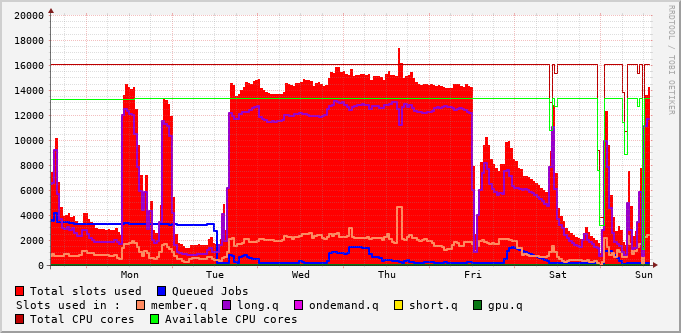 RRDTOOL / TOBI OETIKER
20000
18000
16000
14000
12000
10000
8000
6000
4000
2000
0
Mon Tue Wed Thu Fri Sat Sun
Total slots used Queued Jobs
Slots used in : member.q long.q ondemand.q short.q gpu.q
Total CPU cores Available CPU cores